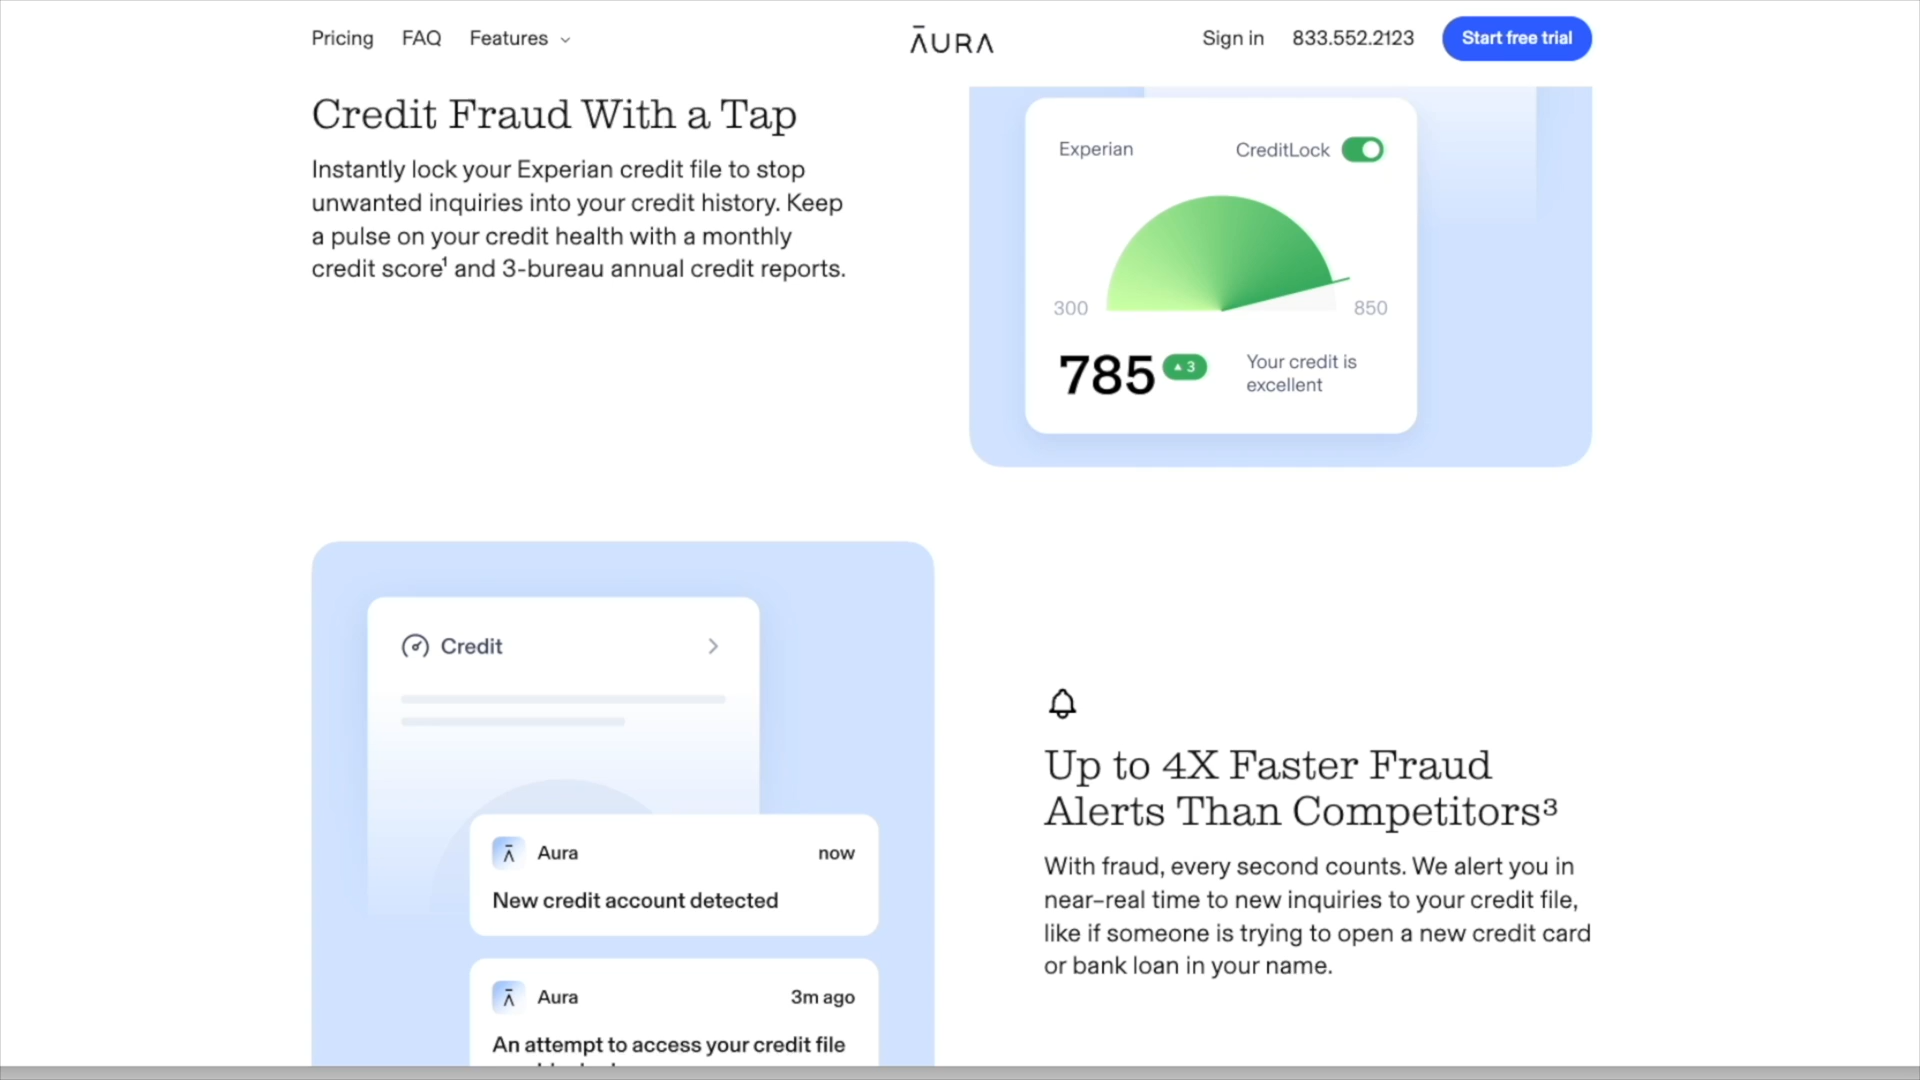 Pricing
FAQ
Features
ĀURA
Sign in
833.552.2123
Start free trial
Credit Fraud With a Tap
Instantly lock your Experian credit file to stop
unwanted inquiries into your credit history. Keep
a pulse on your credit health with a monthly
credit score¹ and 3-bureau annual credit reports.
Experian
CreditLock
300
850
785
3
Your credit is
excellent
Credit
Aura
now
New credit account detected
Aura
3m ago
An attempt to access your credit file
Up to 4X Faster Fraud
Alerts Than Competitors³
With fraud, every second counts. We alert you in
near–real time to new inquiries to your credit file,
like if someone is trying to open a new credit card
or bank loan in your name.